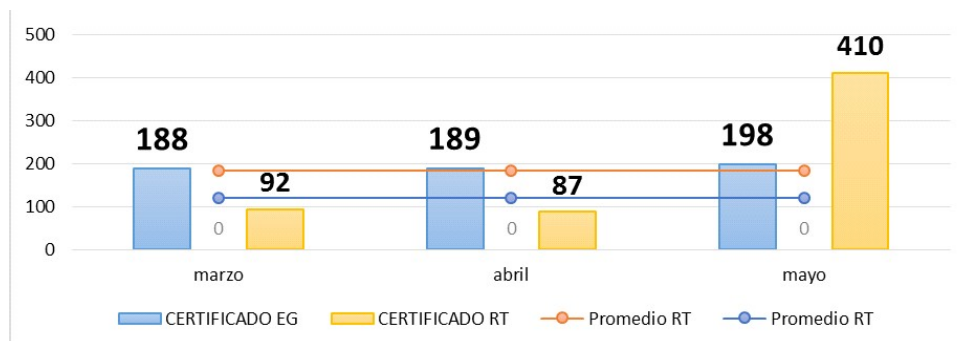 500
410
400
300
188
189
198
200
92
87
100
0
0
0
0
marzo
abril
mayo
CERTIFICADO EG
CERTIFICADO RT
Promedio RT
Promedio RT